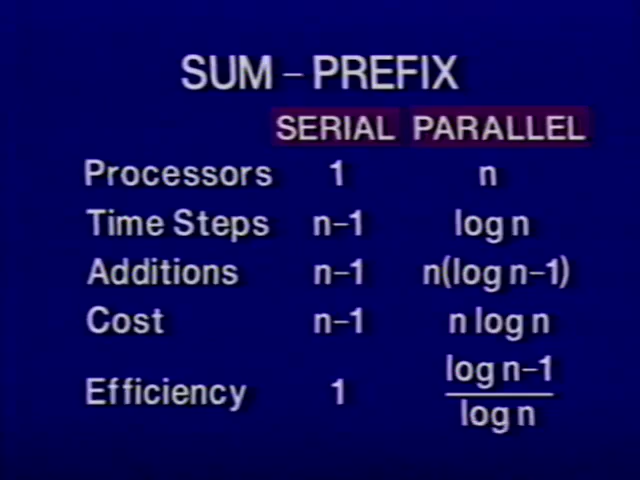 SUM – PREFIX
SERIAL PARALLEL
Processors 1 n
Time Steps n–1 log n
Additions n–1 n(log n–1)
Cost n–1 n log n
log n–1
Efficiency 1
log n